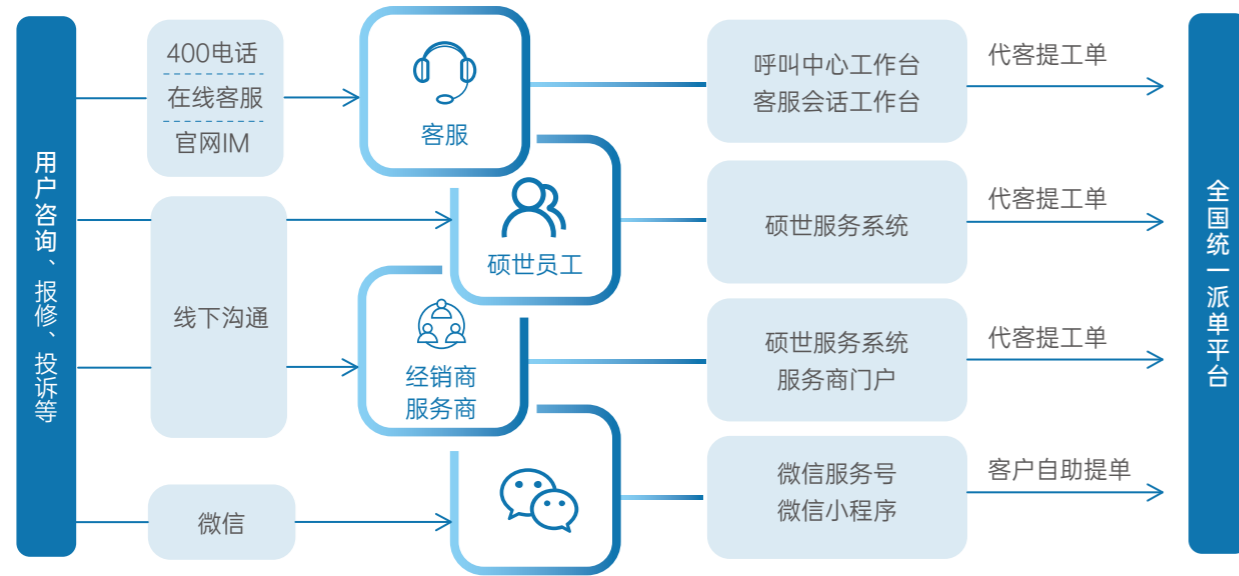 用户咨询、报修、投诉等
400电话
在线客服
官网IM
客服
呼叫中心工作台
客服会话工作台
代客提工单
线下沟通
硕世员工
硕世服务系统
代客提工单
经销商
服务商
硕世服务系统
服务商门户
代客提工单
微信
微信服务号
微信小程序
客户自助提单
全国统一派单平台